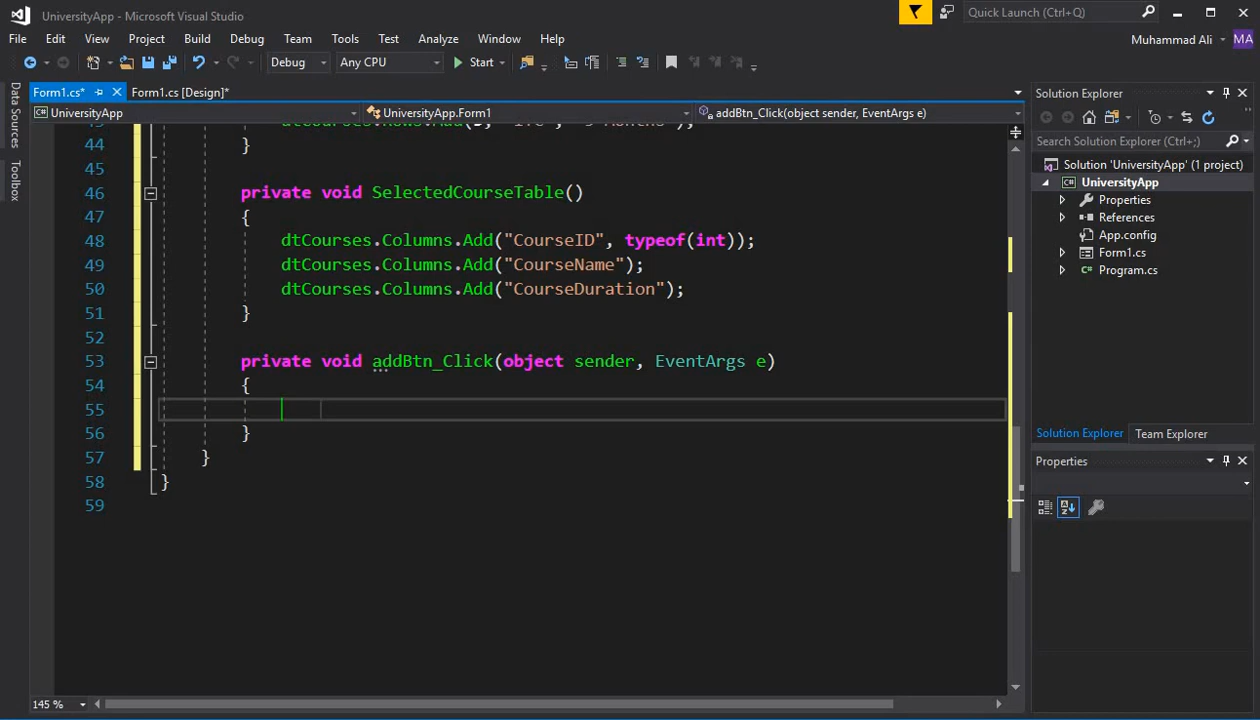 UniversityApp - Microsoft Visual Studio
Quick Launch (Ctrl+Q)
File Edit View Project Build Debug Team Tools Test Analyze Window Help
Muhammad Ali MA
Debug Any CPU Start
Data Sources
Toolbox
Form1.cs* Form1.cs [Design]*
UniversityApp UniversityApp.Form1 addBtn_Click(object sender, EventArgs e)
44 }
45
46 private void SelectedCourseTable()
47 {
48 dtCourses.Columns.Add("CourseID", typeof(int));
49 dtCourses.Columns.Add("CourseName");
50 dtCourses.Columns.Add("CourseDuration");
51 }
52
53 private void addBtn_Click(object sender, EventArgs e)
54 {
55
56 }
57 }
58 }
59
145 %
Solution Explorer
Search Solution Explorer (Ctrl+;)
Solution 'UniversityApp' (1 project)
UniversityApp
Properties
References
App.config
Form1.cs
Program.cs
Solution Explorer Team Explorer
Properties